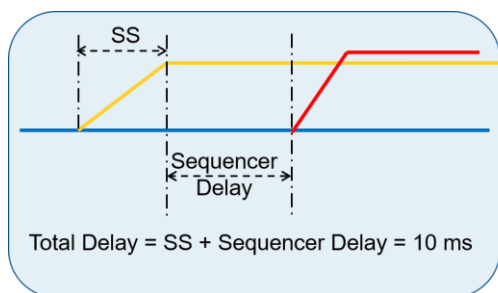 SS
Sequencer
Delay
Total Delay = SS + Sequencer Delay = 10 ms